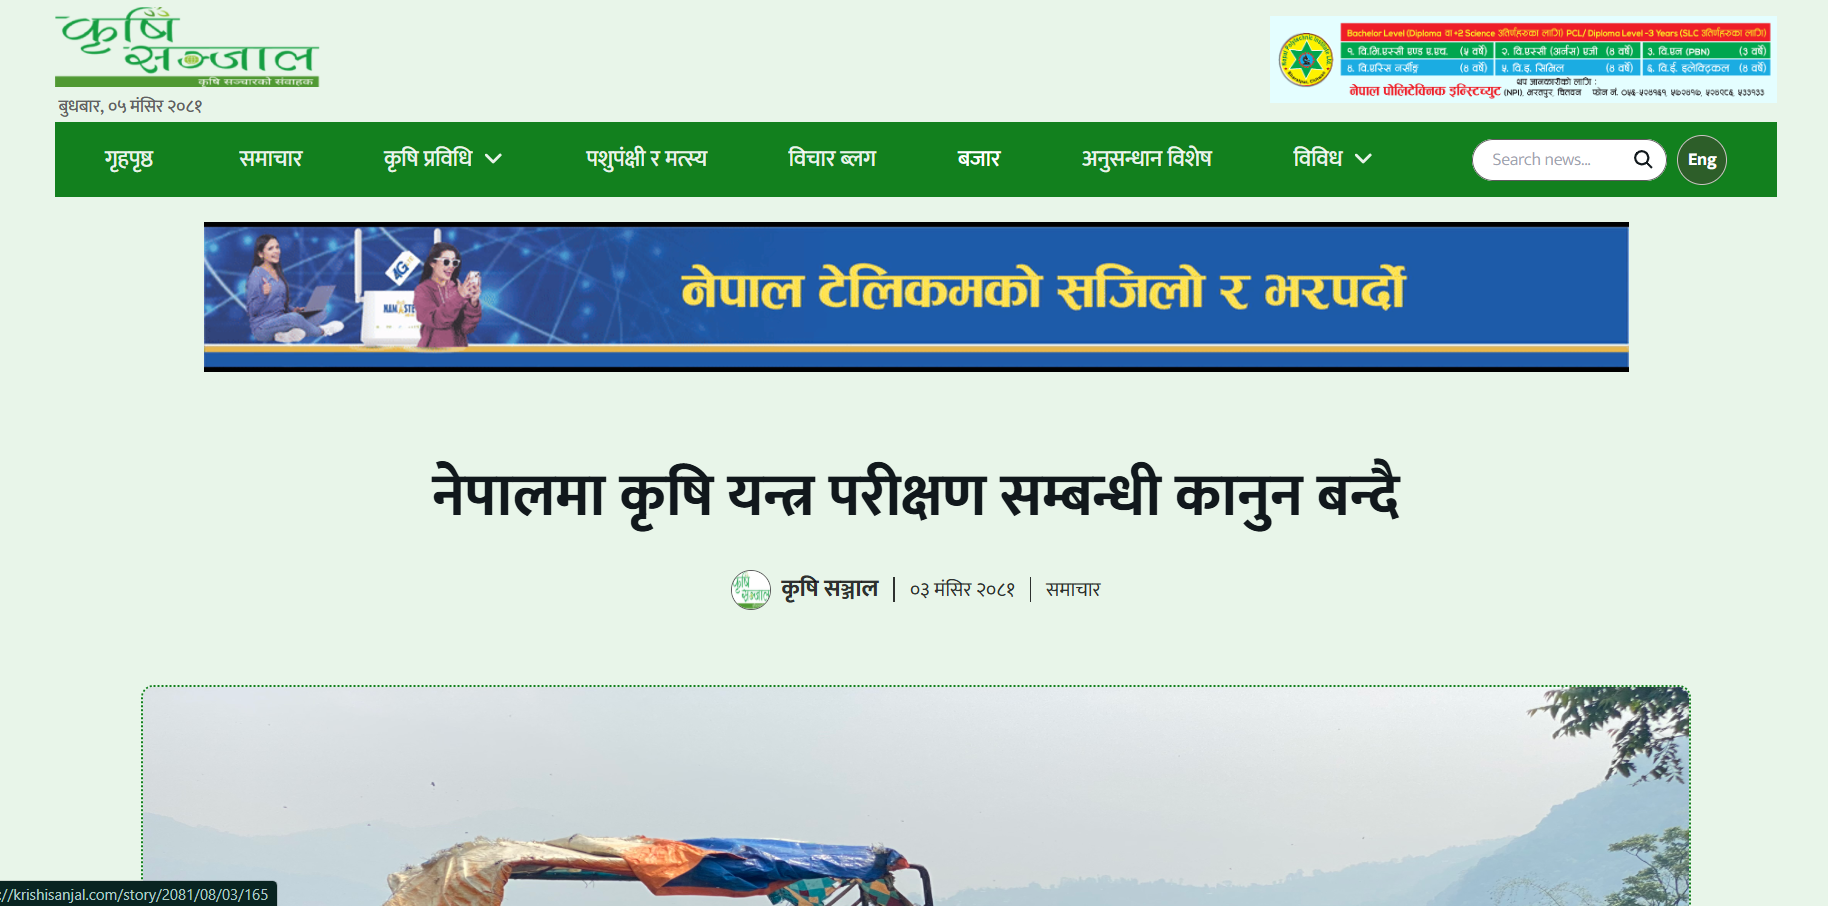 कृषि
सञ्जाल
कृषि सञ्चारको संवाहक
बुधबार, ०५ मंसिर २०८१
Bachelor Level (Diploma वा +2 Science उतिर्णहरुका लागि) PCL/ Diploma Level -3 Years (SLC उतिर्णहरुका लागि)
१. वि.सि.एस्सी एण्ड ए.एच. (५ वर्षे) २. वि.एस्सी (अर्नस) एजी (४ वर्षे) ३. वि.एन (PBN) (३ वर्षे)
४. वि.एस्सि नर्सीङ्ग (४ वर्षे) ५. वि.इ. सिभिल (४ वर्षे) ६. वि.ई. इलेक्ट्रिकल (४ वर्षे)
थप जानकारीको लागि :
नेपाल पोलिटेक्निक इन्स्टिच्युट (NPI), भरतपुर, चितवन फोन नं.
गृहपृष्ठ समाचार कृषि प्रविधि पशुपंक्षी र मत्स्य विचार ब्लग बजार अनुसन्धान विशेष विविध Search news... Eng
4G
NAMASTE
नेपाल टेलिकमको सजिलो र भरपर्दो
नेपालमा कृषि यन्त्र परीक्षण सम्बन्धी कानुन बन्दै
कृषि सञ्जाल | ०३ मंसिर २०८१ | समाचार
://krishisanjal.com/story/2081/08/03/165